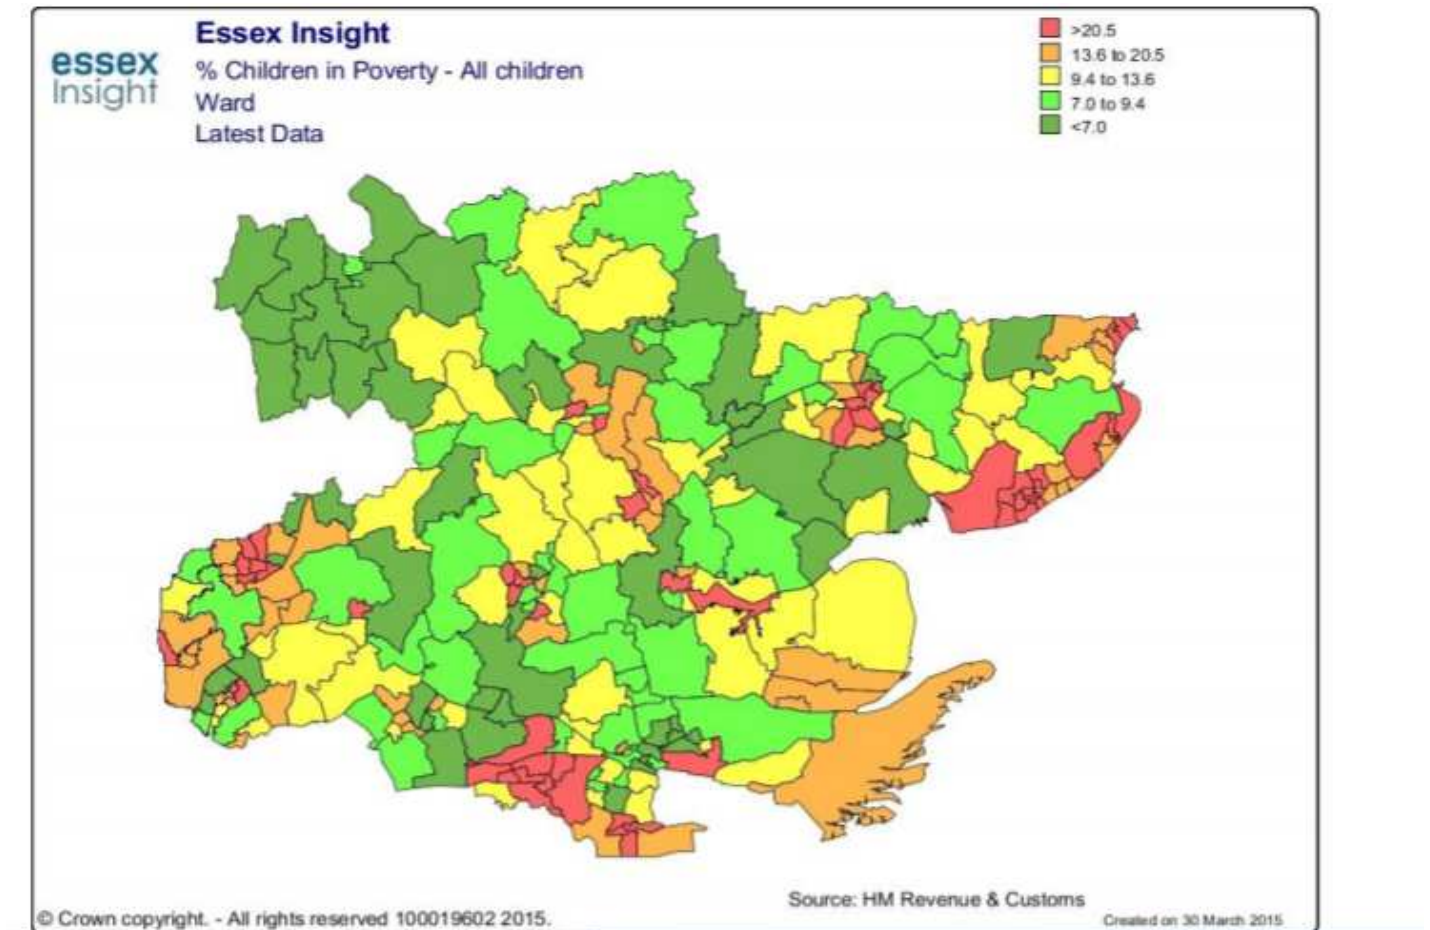 essex
Insight
Essex Insight
% Children in Poverty - All children
Ward
Latest Data
>20.5
13.6 to 20.5
9.4 to 13.6
7.0 to 9.4
<7.0
Source: HM Revenue & Customs
© Crown copyright. - All rights reserved 100019602 2015.
Created on 30 March 2015